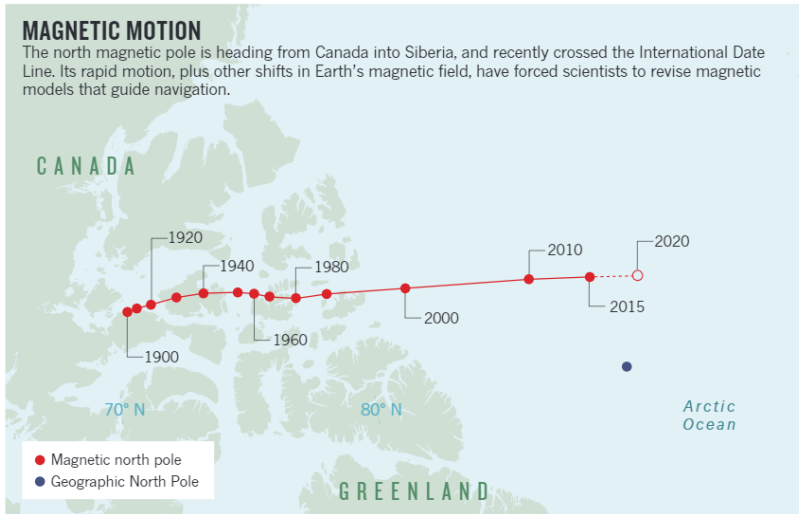 MAGNETIC MOTION
The north magnetic pole is heading from Canada into Siberia, and recently crossed the International Date
Line. Its rapid motion, plus other shifts in Earth's magnetic field, have forced scientists to revise magnetic
models that guide navigation.
CANADA
1920
1940
1980
2010
2020
2000
2015
1960
1900
70° N
80° N
Arctic
Ocean
Magnetic north pole
Geographic North Pole
GREENLAND